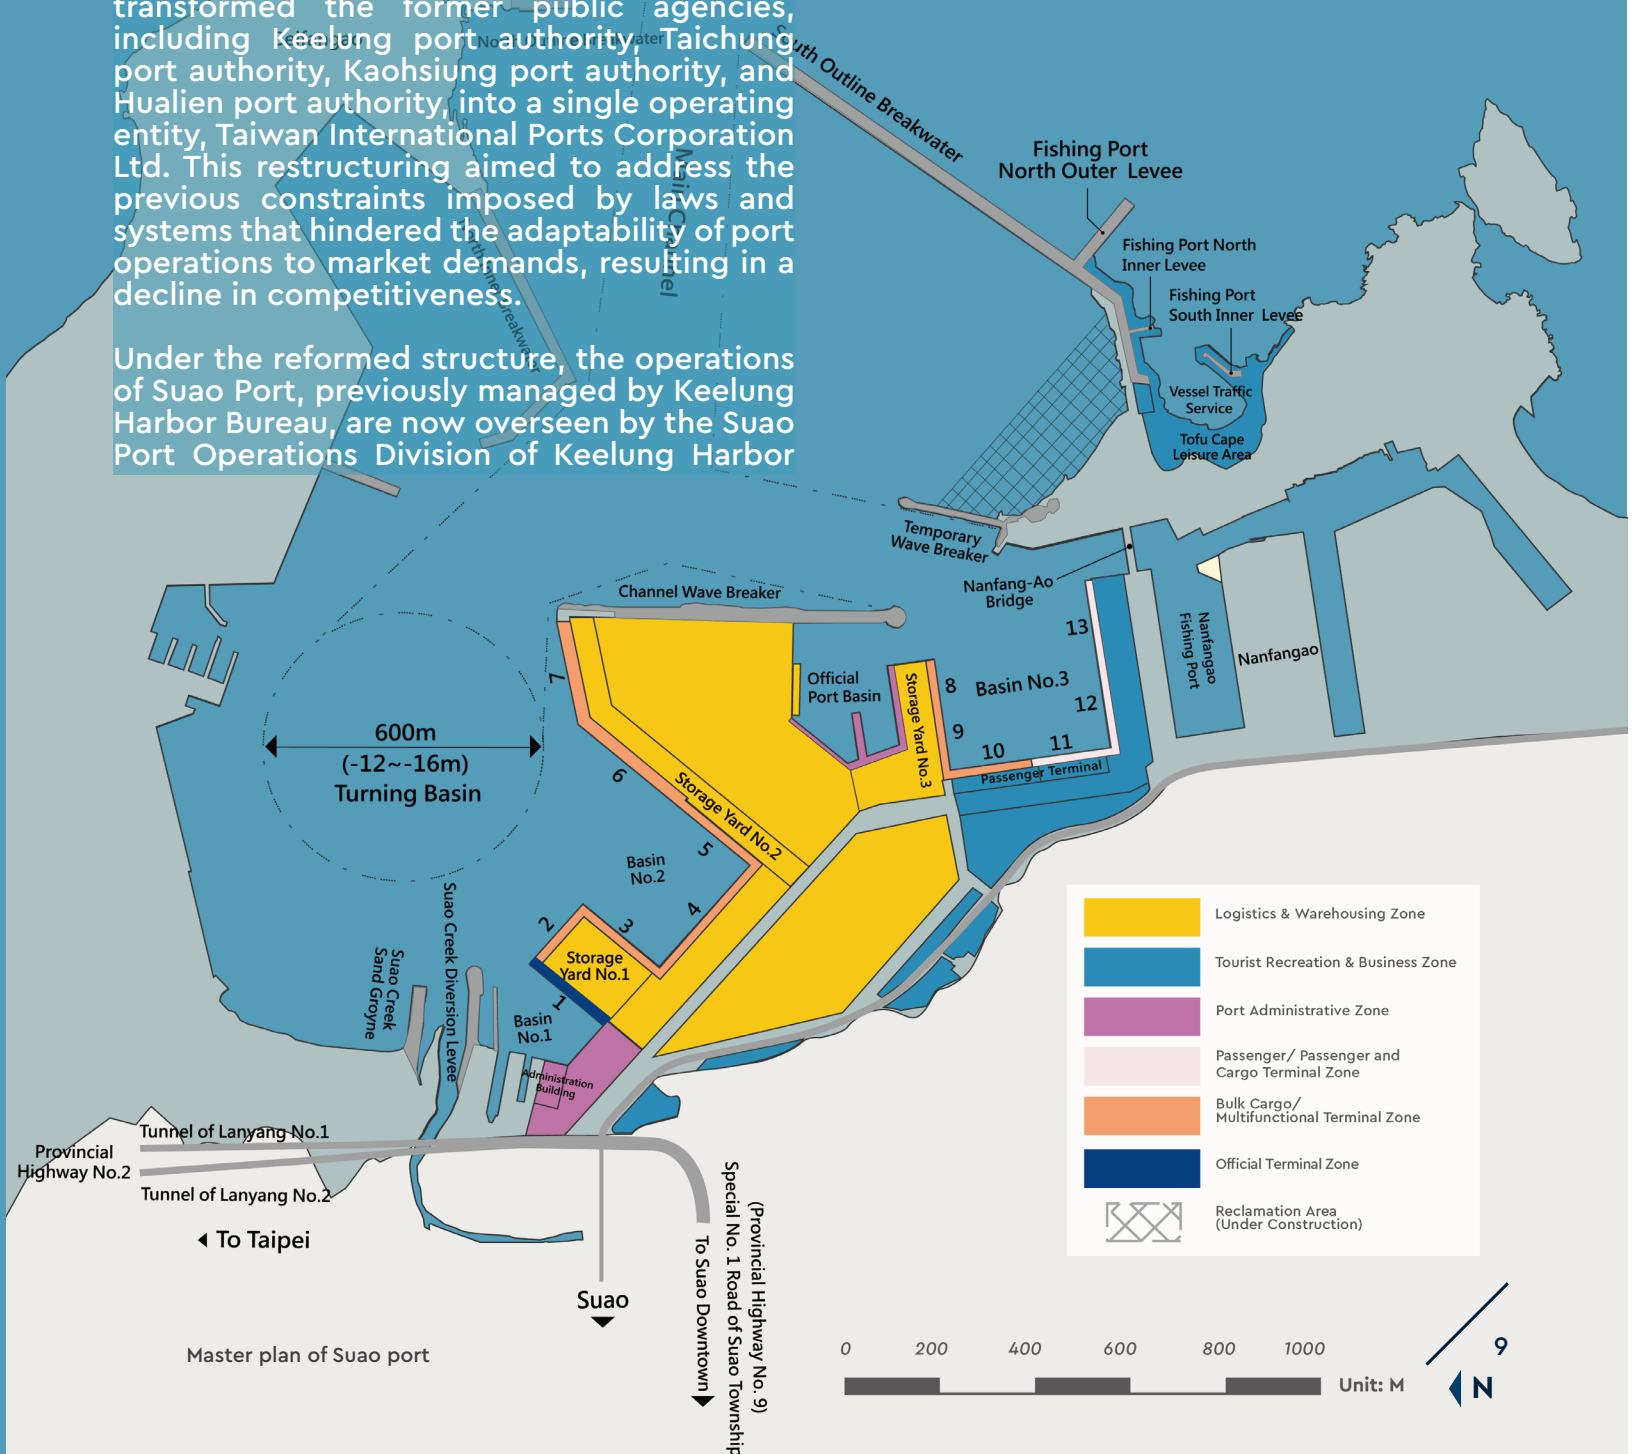 transformed the former public agencies,
including Keelung port authority, Taichung
port authority, Kaohsiung port authority, and
Hualien port authority, into a single operating
entity, Taiwan International Ports Corporation
Ltd. This restructuring aimed to address the
previous constraints imposed by laws and
systems that hindered the adaptability of port
operations to market demands, resulting in a
decline in competitiveness.
Under the reformed structure, the operations
of Suao Port, previously managed by Keelung
Harbor Bureau, are now overseen by the Suao
Port Operations Division of Keelung Harbor
Main Channel
North Inner Breakwater
South Outline Breakwater
Fishing Port
North Outer Levee
Fishing Port North
Inner Levee
Fishing Port
South Inner Levee
Vessel Traffic
Service
Tofu Cape
Leisure Area
Temporary
Wave Breaker
Nanfang-Ao
Bridge
Channel Wave Breaker
Nanfangao
Fishing Port
Nanfangao
Official
Port Basin
Storage Yard No.3
Basin No.3
13
12
11
10
9
8
7
6
5
4
3
2
1
Passenger Terminal
600m
(-12~-16m)
Turning Basin
Storage Yard No.2
Basin
No.2
Storage
Yard No.1
Basin
No.1
Suao Creek
Sand Groyne
Suao Creek Diversion Levee
Administration
Building
Tunnel of Lanyang No.1
Provincial
Highway No.2
Tunnel of Lanyang No.2
To Taipei
Suao
To Suao Downtown
Special No. 1 Road of Suao Township
(Provincial Highway No. 9)
Logistics & Warehousing Zone
Tourist Recreation & Business Zone
Port Administrative Zone
Passenger/ Passenger and
Cargo Terminal Zone
Bulk Cargo/
Multifunctional Terminal Zone
Official Terminal Zone
Reclamation Area
(Under Construction)
Master plan of Suao port
0 200 400 600 800 1000
Unit: M
N
9